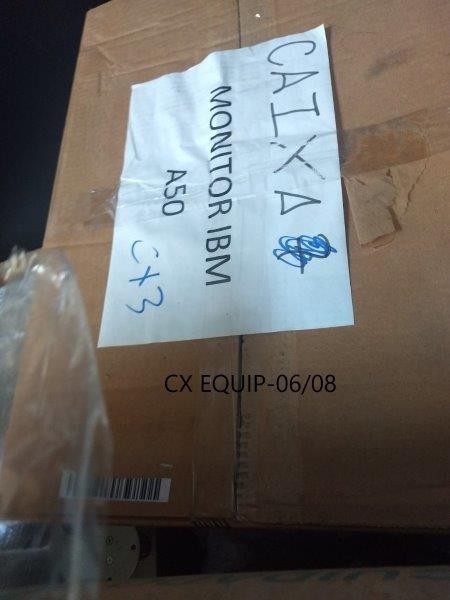 CAIXA
MONITOR IBM
A50
CX3
CX EQUIP-06/08